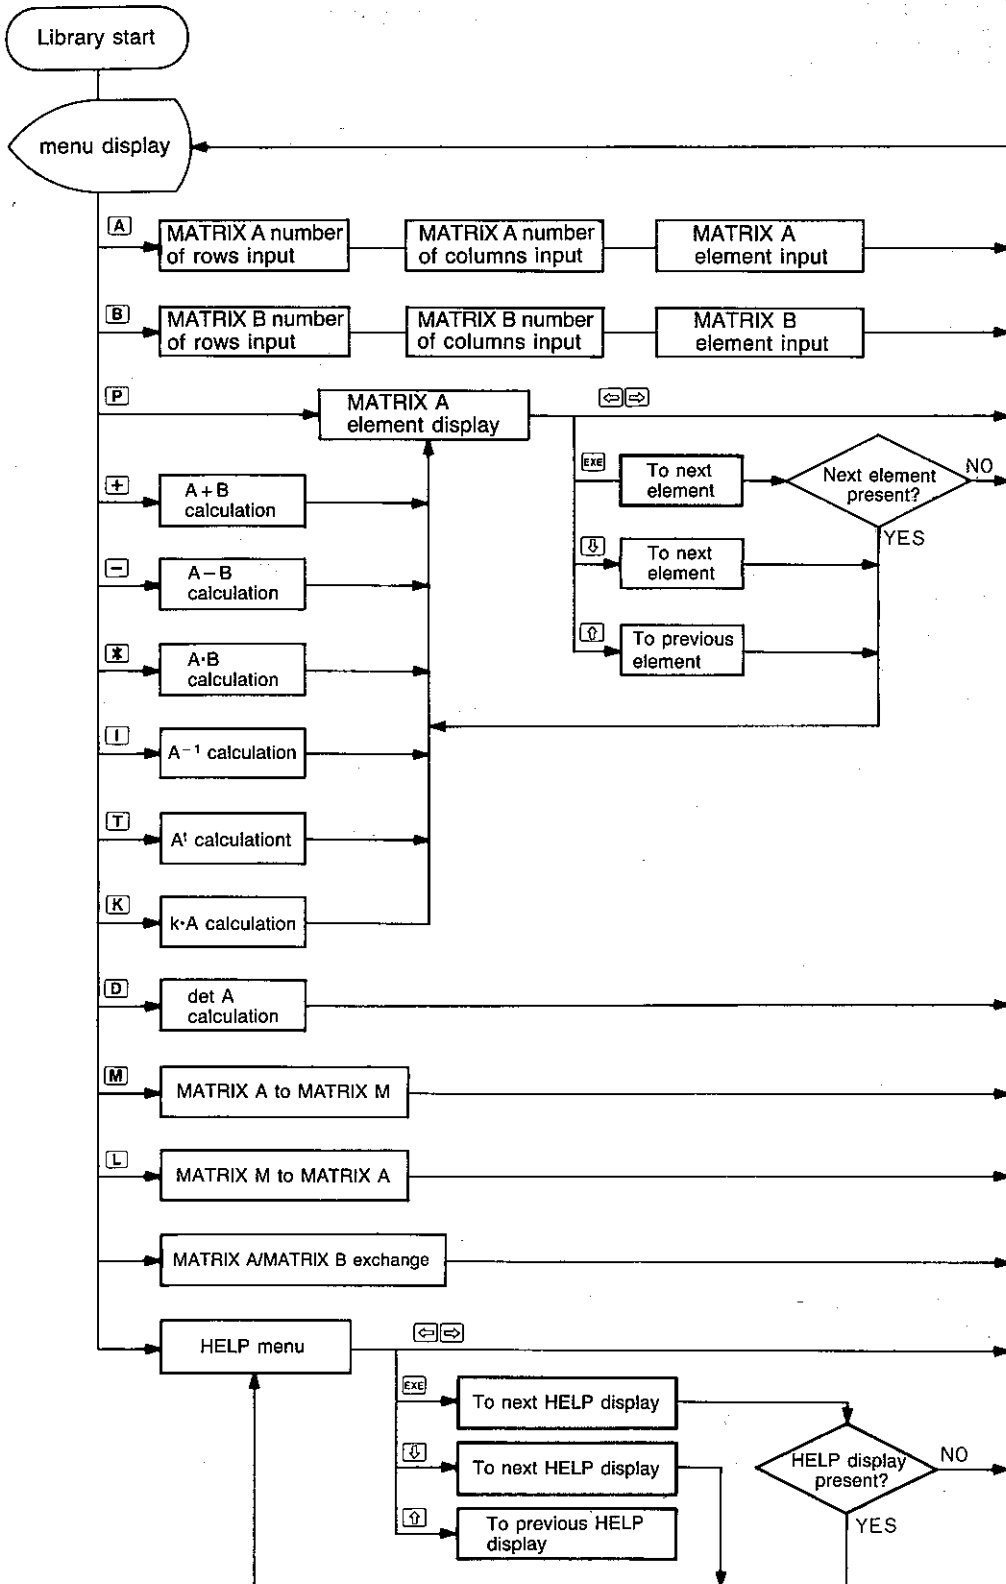 Library start
menu display
A
MATRIX A number
of rows input
MATRIX A number
of columns input
MATRIX A
element input
B
MATRIX B number
of rows input
MATRIX B number
of columns input
MATRIX B
element input
P
MATRIX A
element display
⇦ ⇨
EXE
To next
element
Next element
present?
NO
YES
⇩
To next
element
⇧
To previous
element
+
A+B
calculation
−
A−B
calculation
*
A·B
calculation
I
A⁻¹ calculation
T
Aᵗ calculationt
K
k·A calculation
D
det A
calculation
M
MATRIX A to MATRIX M
L
MATRIX M to MATRIX A
MATRIX A/MATRIX B exchange
HELP menu
⇦ ⇨
EXE
To next HELP display
⇩
To next HELP display
HELP display
present?
NO
YES
⇧
To previous HELP
display